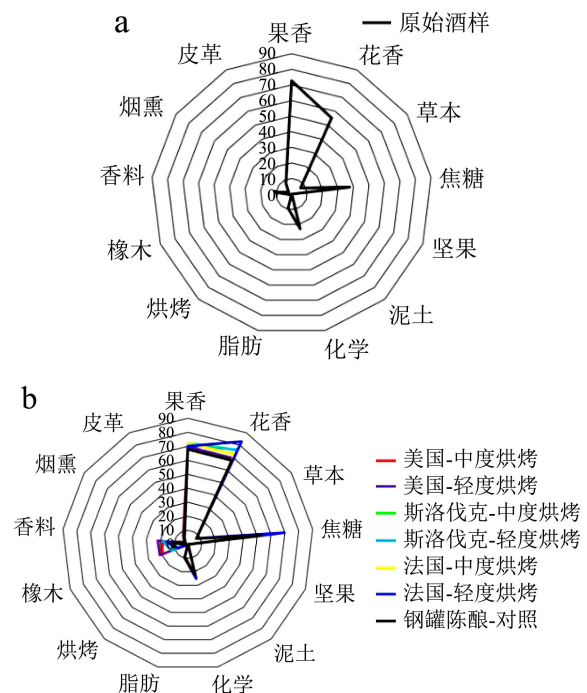 a
原始酒样
果香
90
80
70
60
50
40
30
20
10
0
花香
草本
焦糖
坚果
泥土
化学
脂肪
烘烤
橡木
香料
烟熏
皮革
b
果香
90
80
70
60
50
40
30
20
10
0
花香
草本
焦糖
坚果
泥土
化学
脂肪
烘烤
橡木
香料
烟熏
皮革
美国-中度烘烤
美国-轻度烘烤
斯洛伐克-中度烘烤
斯洛伐克-轻度烘烤
法国-中度烘烤
法国-轻度烘烤
钢罐陈酿-对照